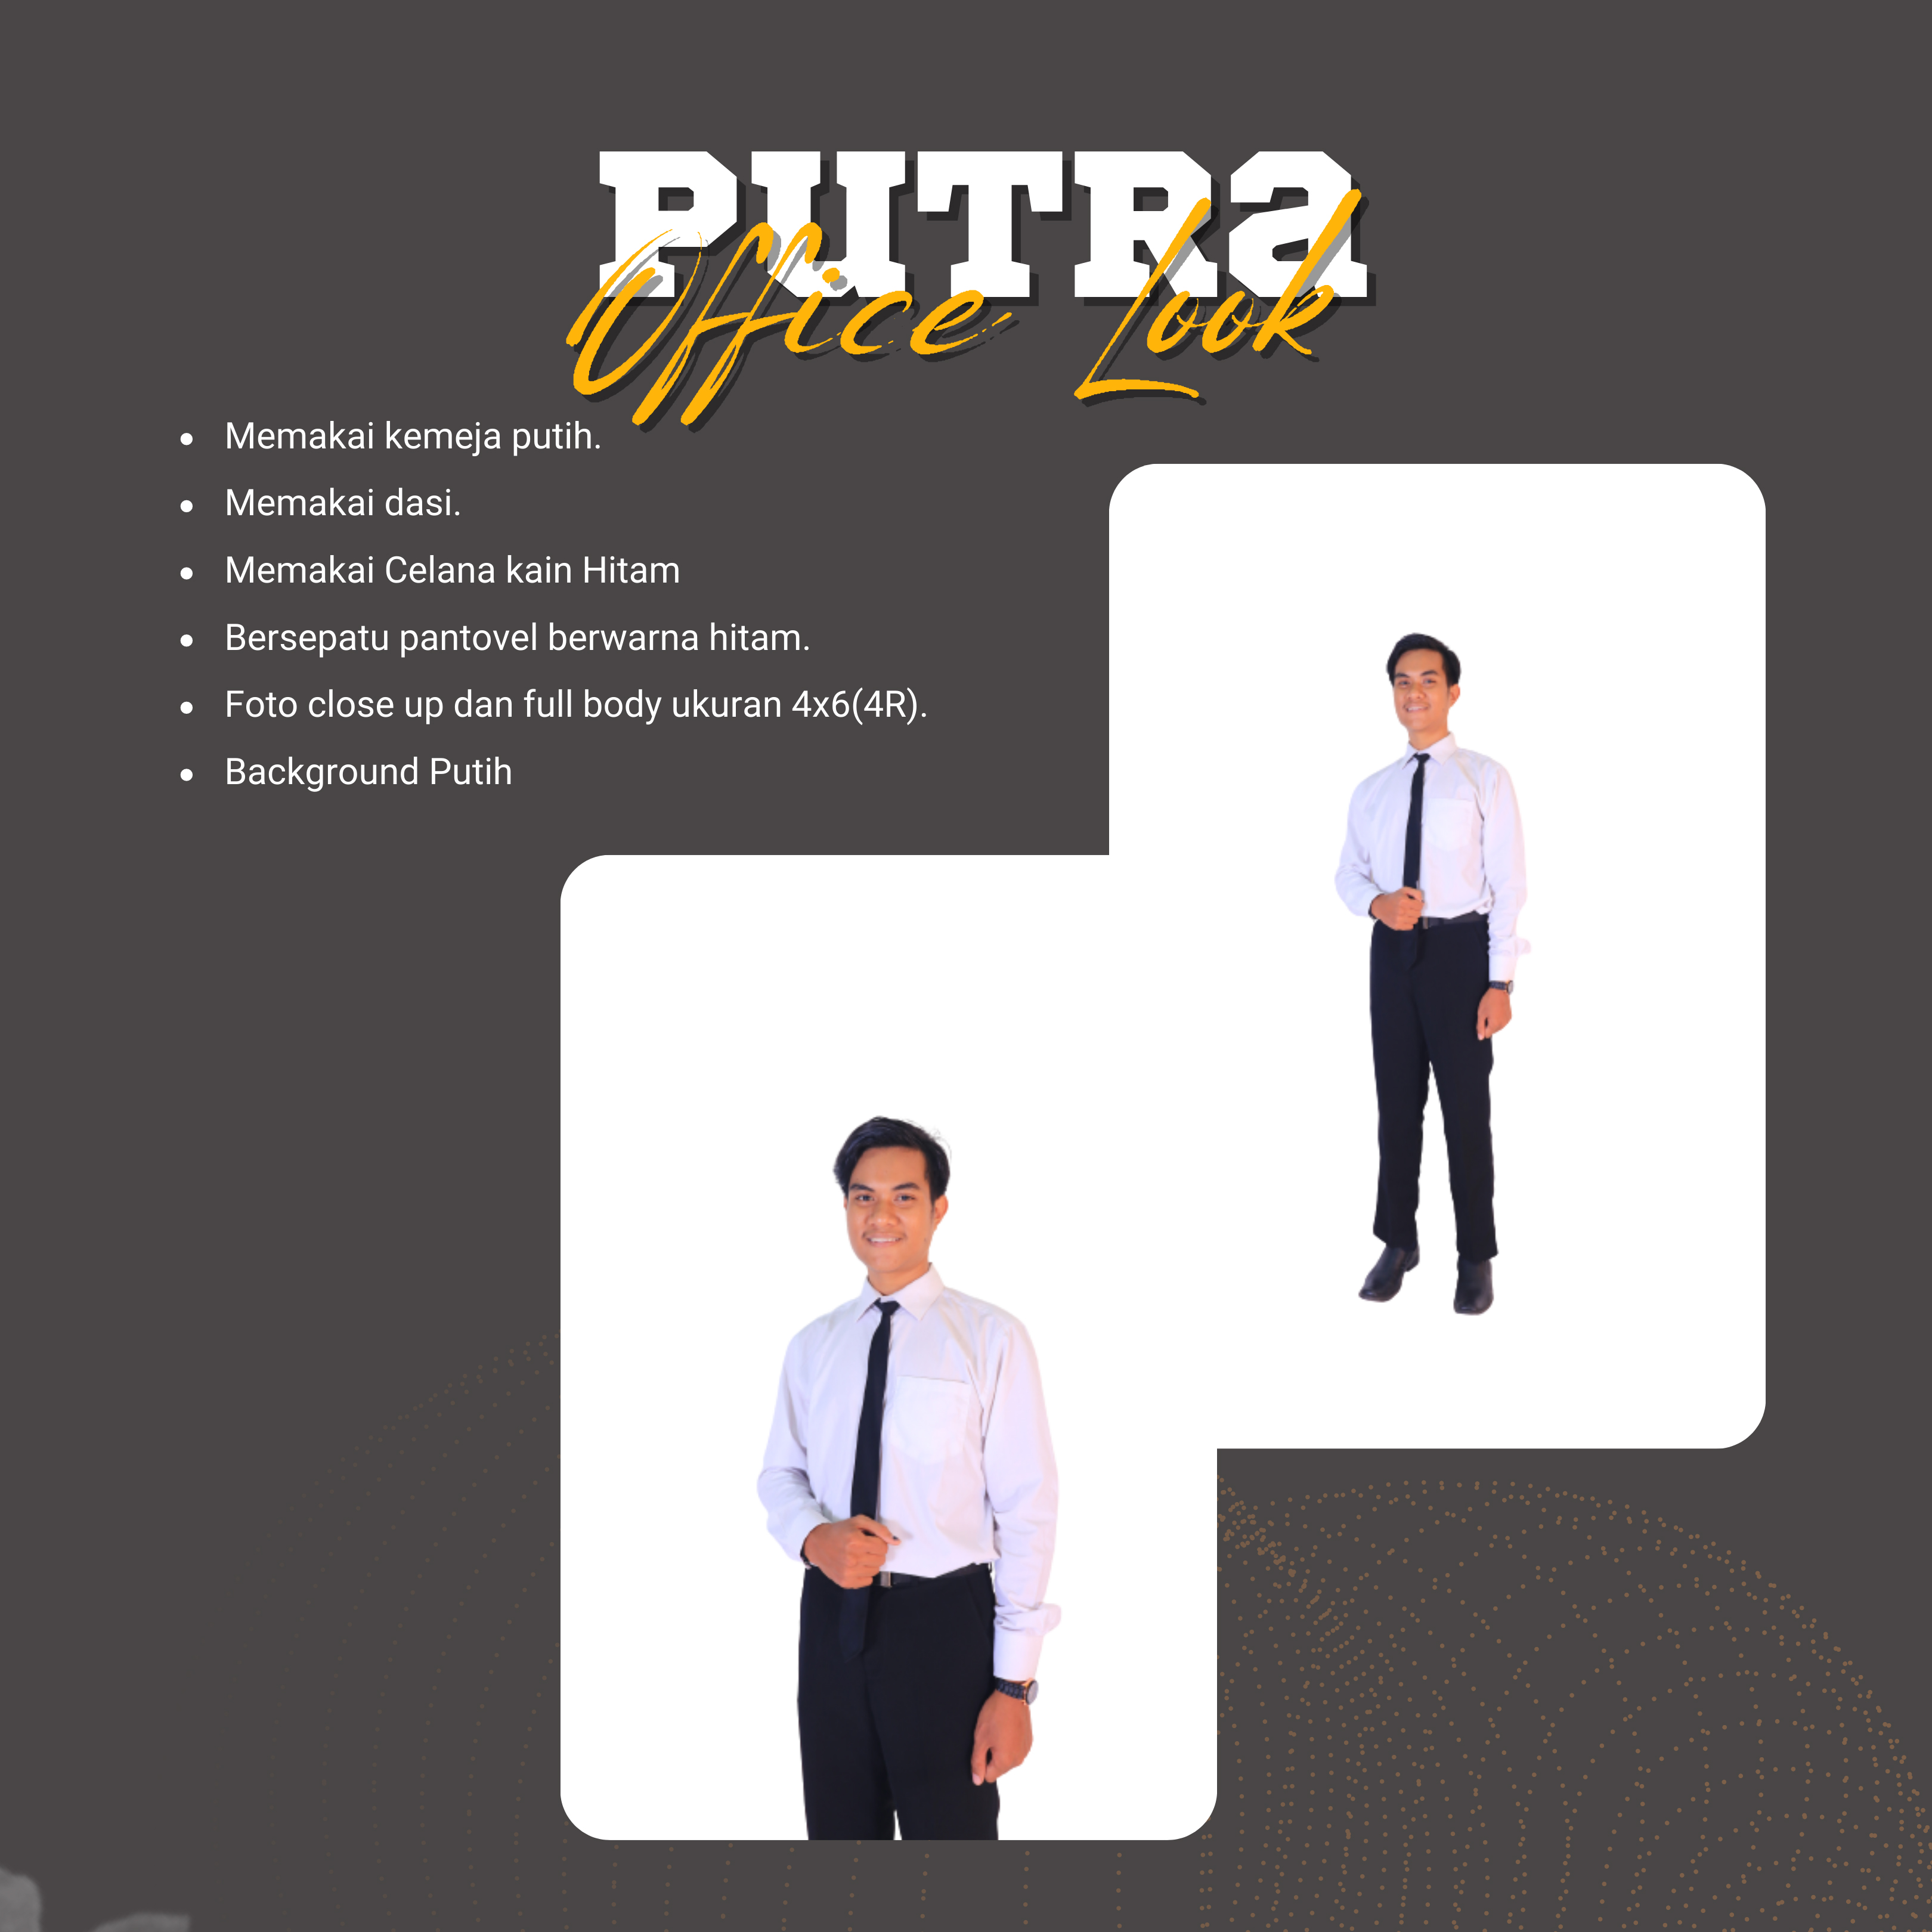 PUTRa
Office Look
Memakai kemeja putih.
Memakai dasi.
Memakai Celana kain Hitam
Bersepatu pantovel berwarna hitam.
Foto close up dan full body ukuran 4x6(4R).
Background Putih